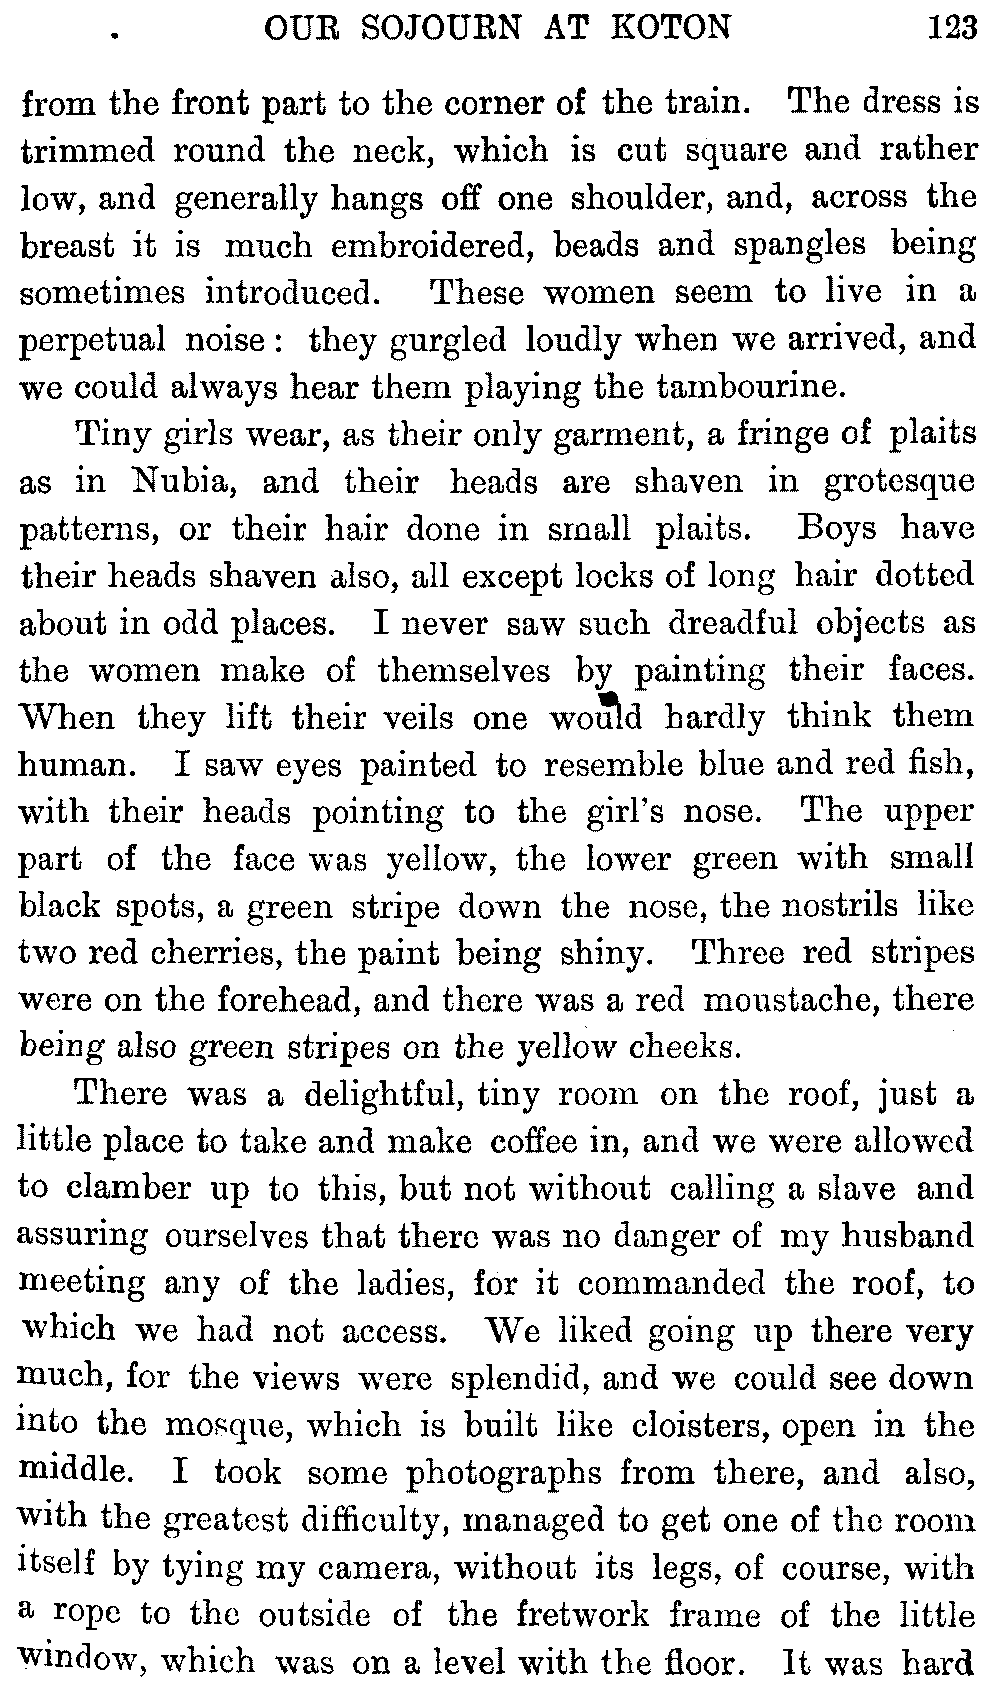 OUR SOJOURN AT KOTON 123
from the front part to the corner of the train. The dress is
trimmed round the neck, which is cut square and rather
low, and generally hangs off one shoulder, and, across the
breast it is much embroidered, beads and spangles being
sometimes introduced. These women seem to live in a
perpetual noise: they gurgled loudly when we arrived, and
we could always hear them playing the tambourine.
Tiny girls wear, as their only garment, a fringe of plaits
as in Nubia, and their heads are shaven in grotesque
patterns, or their hair done in small plaits. Boys have
their heads shaven also, all except locks of long hair dotted
about in odd places. I never saw such dreadful objects as
the women make of themselves by painting their faces.
When they lift their veils one would hardly think them
human. I saw eyes painted to resemble blue and red fish,
with their heads pointing to the girl's nose. The upper
part of the face was yellow, the lower green with small
black spots, a green stripe down the nose, the nostrils like
two red cherries, the paint being shiny. Three red stripes
were on the forehead, and there was a red moustache, there
being also green stripes on the yellow cheeks.
There was a delightful, tiny room on the roof, just a
little place to take and make coffee in, and we were allowed
to clamber up to this, but not without calling a slave and
assuring ourselves that there was no danger of my husband
meeting any of the ladies, for it commanded the roof, to
which we had not access. We liked going up there very
much, for the views were splendid, and we could see down
into the mosque, which is built like cloisters, open in the
middle. I took some photographs from there, and also,
with the greatest difficulty, managed to get one of the room
itself by tying my camera, without its legs, of course, with
a rope to the outside of the fretwork frame of the little
window, which was on a level with the floor. It was hard